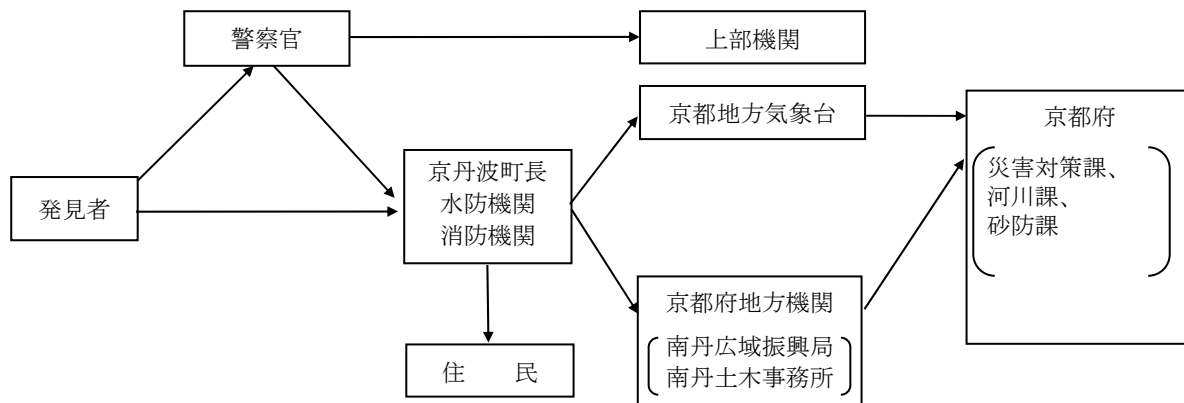 警察官
上部機関
京都地方気象台
京都府
災害対策課、
河川課、
砂防課
発見者
京丹波町長
水防機関
消防機関
京都府地方機関
南丹広域振興局
南丹土木事務所
住　　民